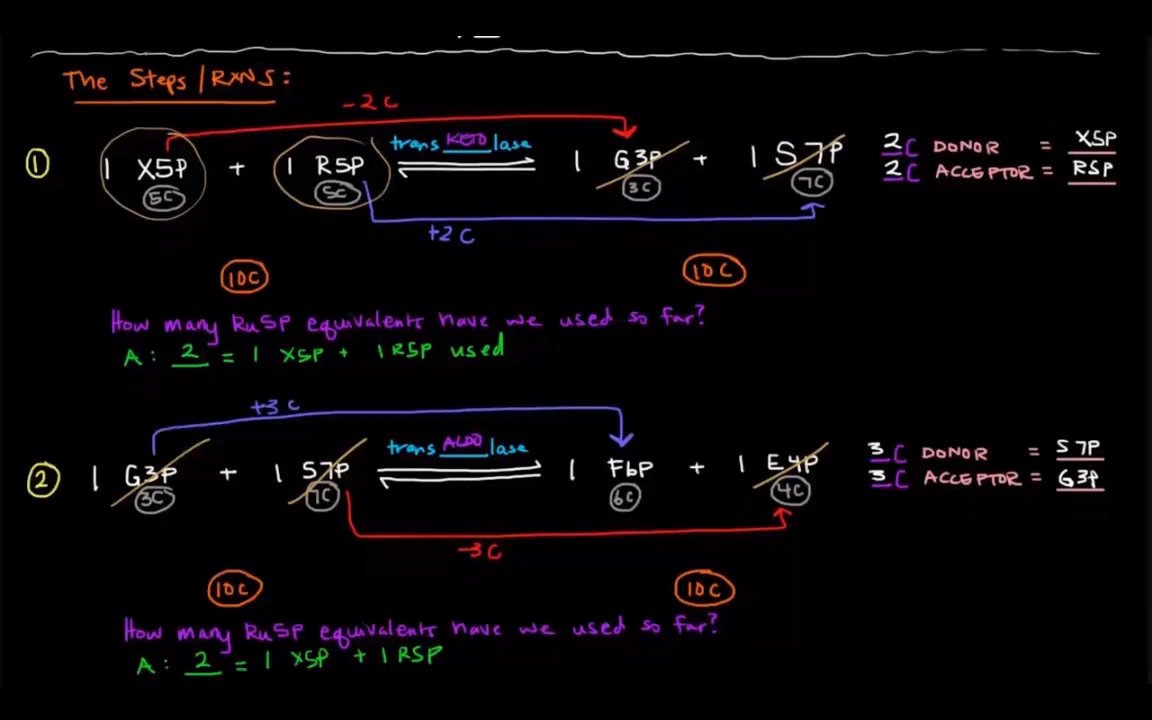 The Steps/RXNS:
-2C
① 1 X5P + 1 R5P trans KETO lase 1 G3P + 1 S7P 2C DONOR = X5P
5C 5C 3C 7C 2C ACCEPTOR = R5P
+2C
10C 10C
How many Ru5P equivalents have we used so far?
A: 2 = 1 X5P + 1 R5P used
+3C
② 1 G3P + 1 S7P trans ALDO lase 1 F6P + 1 E4P 3C DONOR = S7P
3C 7C 6C 4C 3C ACCEPTOR = G3P
-3C
10C 10C
How many Ru5P equivalents have we used so far?
A: 2 = 1 X5P + 1 R5P